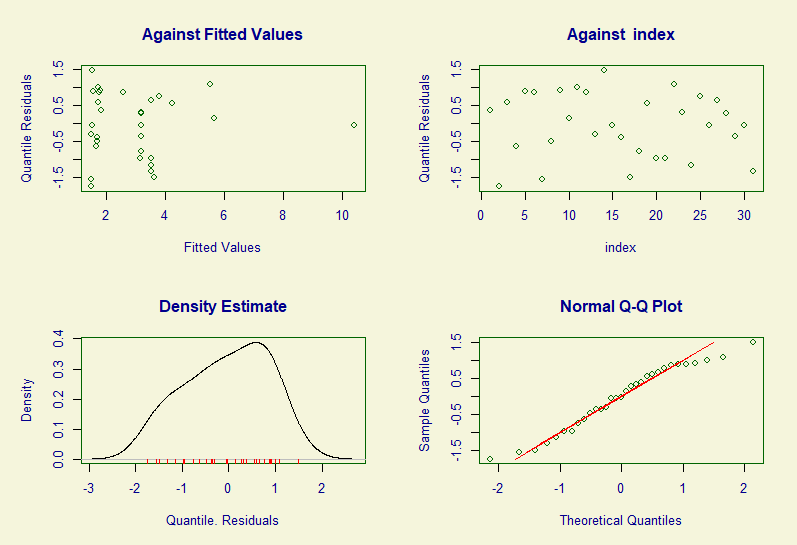 Against Fitted Values
Quantile Residuals
-1.5 -0.5 0.5 1.5
2 4 6 8 10
Fitted Values
Against index
Quantile Residuals
-1.5 -0.5 0.5 1.5
0 5 10 15 20 25 30
index
Density Estimate
Density
0.0 0.1 0.2 0.3 0.4
-3 -2 -1 0 1 2
Quantile. Residuals
Normal Q-Q Plot
Sample Quantiles
-1.5 -0.5 0.5 1.5
-2 -1 0 1 2
Theoretical Quantiles